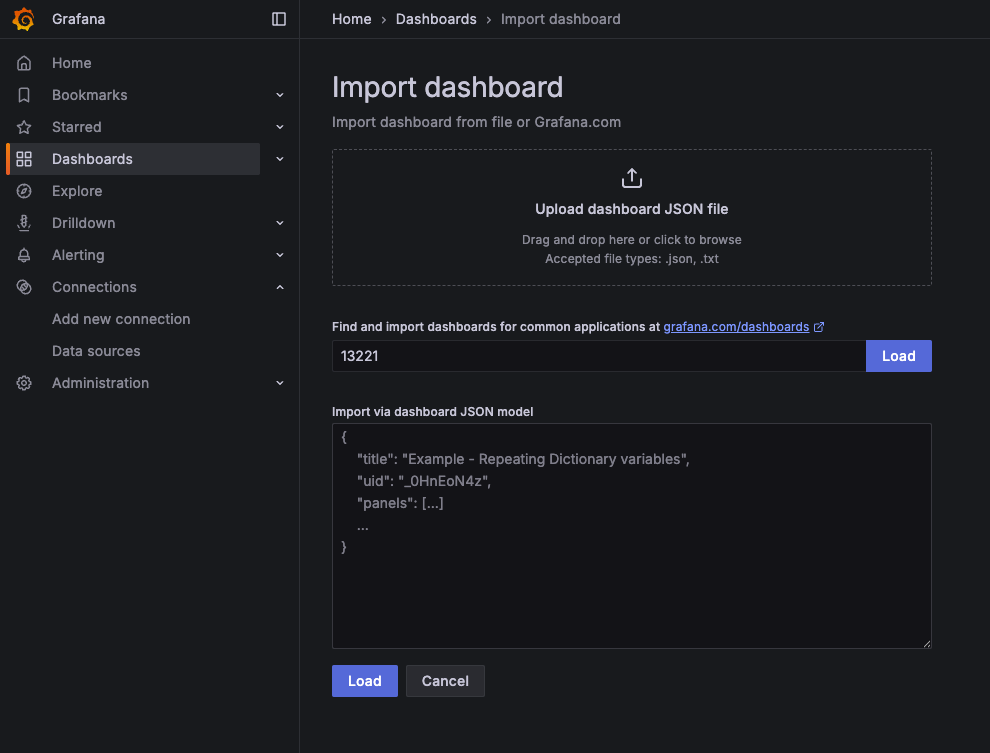 Grafana
Home › Dashboards › Import dashboard
Home
Bookmarks
Starred
Dashboards
Explore
Drilldown
Alerting
Connections
Add new connection
Data sources
Administration
Import dashboard
Import dashboard from file or Grafana.com
Upload dashboard JSON file
Drag and drop here or click to browse
Accepted file types: .json, .txt
Find and import dashboards for common applications at grafana.com/dashboards
13221
Load
Import via dashboard JSON model
{
    "title": "Example - Repeating Dictionary variables",
    "uid": "_0HnEoN4z",
    "panels": [...]
    ...
}
Load
Cancel